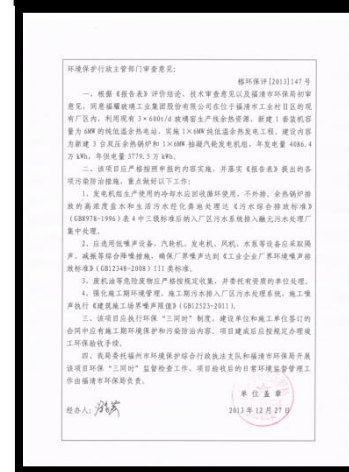 环境保护行政主管部门审查意见：
榕环保评[2013]147号
一、根据《报告表》评价结论、技术审查意见以及福清市环保局初审
意见，同意福耀玻璃工业集团股份有限公司在位于福清市工业村目区的现
有厂区内，利用现有3×600t/d玻璃窑生产线余热资源，新建1套装机容
量为6MW的纯低温余热电站，实施1×6MW纯低温余热发电工程。建设内容
为新建3台双压余热锅炉和1×6MW抽凝汽发电机组，年发电量4086.4
万kWh，年供电量3779.5万kWh。
二、该项目应严格按照申报的内容实施，并落实《报告表》提出的各
项污染防治措施，重点做好以下工作：
1、发电机组生产使用的冷却水应回收循环使用，不外排，余热锅炉排
放的高浓度盐水和生活污水经化粪池处理达《污水综合排放标准》
（GB8978-1996）表4中三级标准后纳入厂区污水系统排入融元污水处理厂
集中处理。
2、应选用低噪声设备，汽轮机、发电机、风机、水泵等设备应采取隔
声、减振等综合降噪措施，确保厂界噪声达到《工业企业厂界环境噪声排
放标准》（GB12348-2008）III类标准。
3、废机油等危险废物应严格按规定收集，并委托有资质的单位处理。
4、强化施工期环境管理，施工期污水排入厂区污水处理系统，施工噪
声执行《建筑施工场界噪声限值》（GB12523-2011）。
三、该项目应执行环保“三同时”制度，建设单位和施工单位签订的
合同中应有施工期环境保护和污染防治内容。项目建成后应按规定办理竣
工环保验收手续。
四、我局委托福州市环境保护综合行政执法支队和福清市环保局开展
该项目环保“三同时”监督检查工作，项目验收后的日常环境监督管理工
作由福清市环保局负责。
单位盖章
经办人：
2013年12月27日